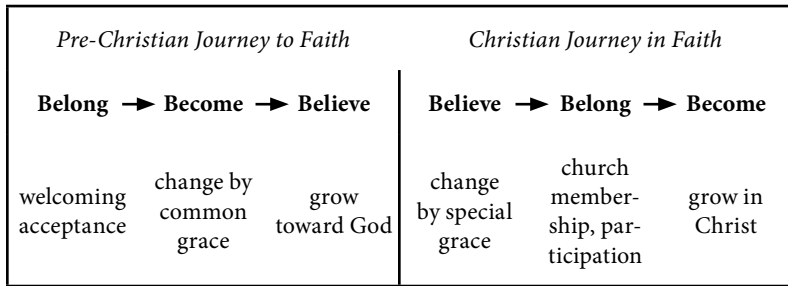 Pre-Christian Journey to Faith
Christian Journey in Faith
Belong → Become → Believe
Believe → Belong → Become
welcoming
acceptance
change by
common
grace
grow
toward God
change
by special
grace
church
member-
ship, par-
ticipation
grow in
Christ